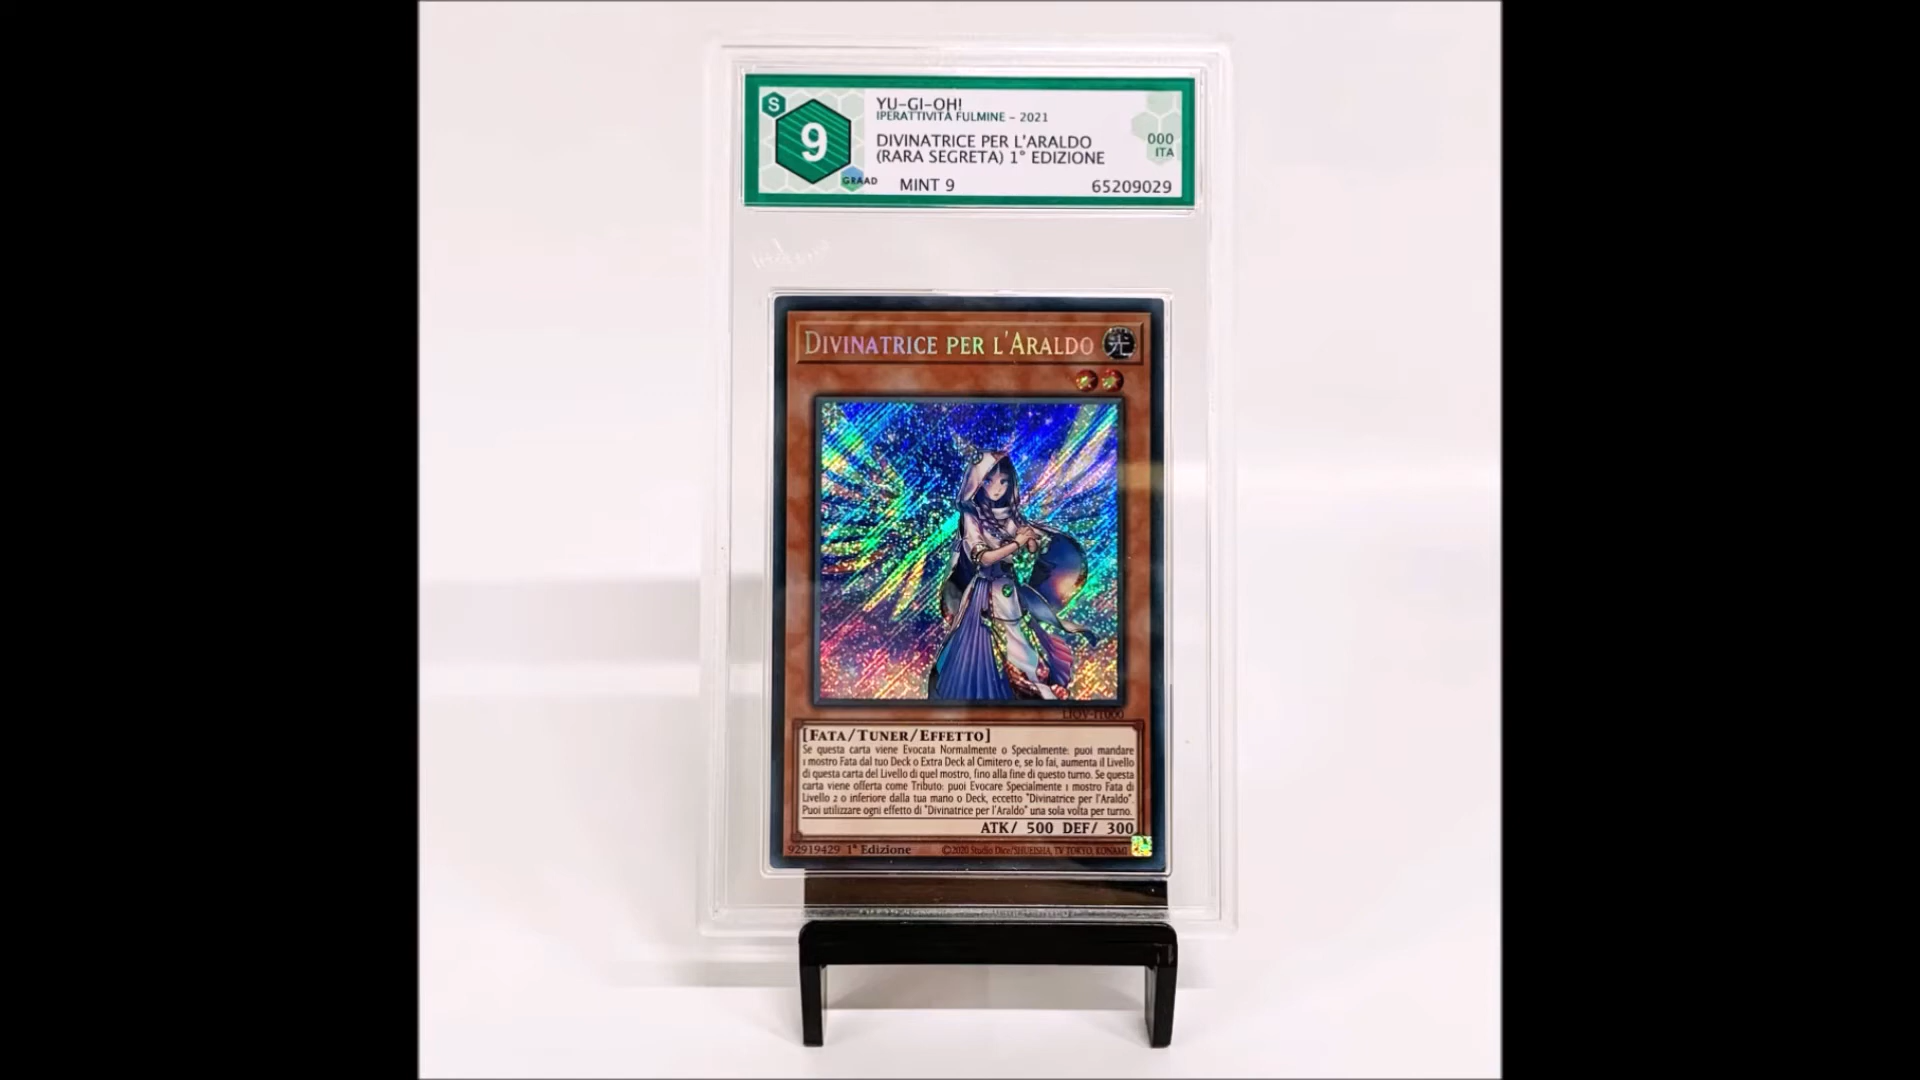 S
9
GRAAD
YU-GI-OH!
IPERATTIVITÀ FULMINE - 2021
DIVINATRICE PER L'ARALDO
(RARA SEGRETA) 1° EDIZIONE
MINT 9
000
ITA
65209029
DIVINATRICE PER L'ARALDO
光
LIOV-IT000
[FATA/TUNER/EFFETTO]
Se questa carta viene Evocata Normalmente o Specialmente: puoi mandare
1 mostro Fata dal tuo Deck o Extra Deck al Cimitero e, se lo fai, aumenta il Livello
di questa carta del Livello di quel mostro, fino alla fine di questo turno. Se questa
carta viene offerta come Tributo: puoi Evocare Specialmente 1 mostro Fata di
Livello 2 o inferiore dalla tua mano o Deck, eccetto "Divinatrice per l'Araldo".
Puoi utilizzare ogni effetto di "Divinatrice per l'Araldo" una sola volta per turno.
ATK/ 500 DEF/ 300
92919429 1ª Edizione
©2020 Studio Dice/SHUEISHA, TV TOKYO, KONAMI